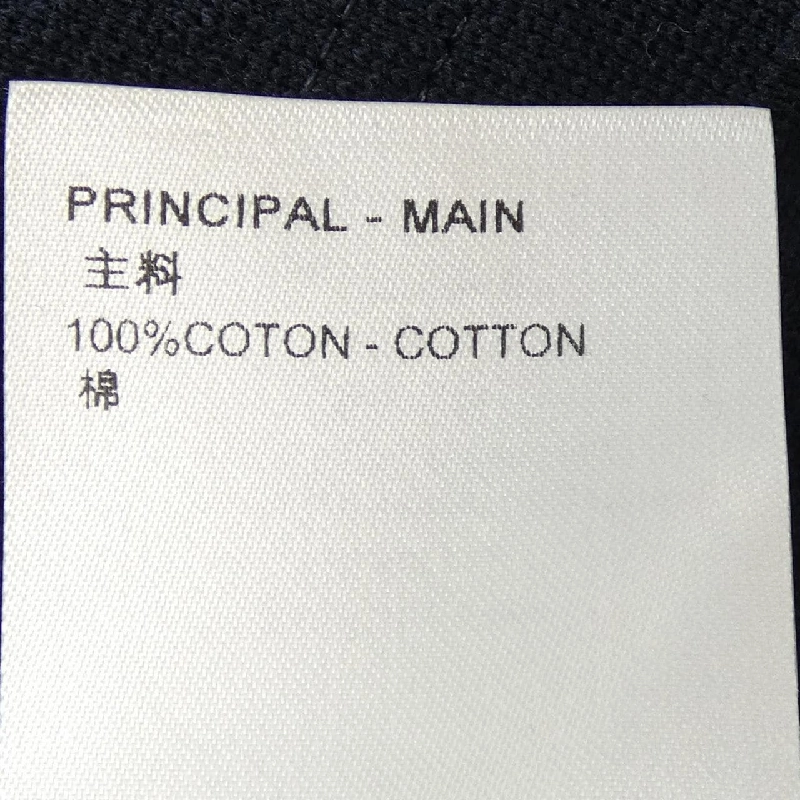 PRINCIPAL - MAIN
主料
100%COTON - COTTON
棉